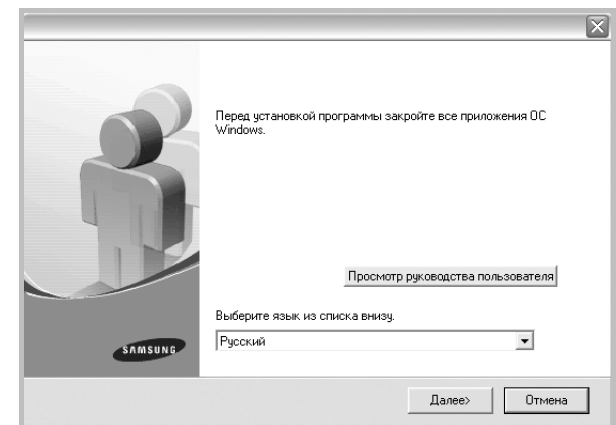 Перед установкой программы закройте все приложения ОС
Windows.
Просмотр руководства пользователя
Выберите язык из списка внизу.
SAMSUNG
Русский
Далее>
Отмена